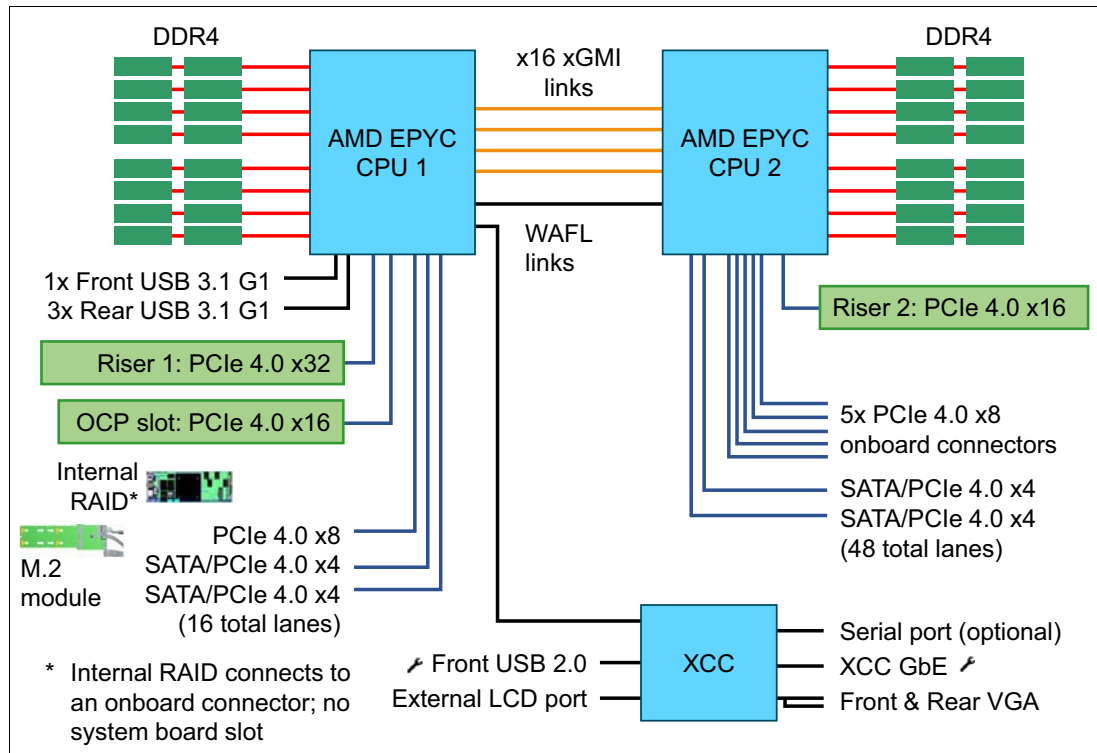 DDR4
DDR4
x16 xGMI
links
AMD EPYC
CPU 1
AMD EPYC
CPU 2
WAFL
links
1x Front USB 3.1 G1
3x Rear USB 3.1 G1
Riser 1: PCIe 4.0 x32
OCP slot: PCIe 4.0 x16
Internal
RAID*
M.2
module
PCIe 4.0 x8
SATA/PCIe 4.0 x4
SATA/PCIe 4.0 x4
(16 total lanes)
Riser 2: PCIe 4.0 x16
5x PCIe 4.0 x8
onboard connectors
SATA/PCIe 4.0 x4
SATA/PCIe 4.0 x4
(48 total lanes)
* Internal RAID connects to
an onboard connector; no
system board slot
Front USB 2.0
External LCD port
XCC
Serial port (optional)
XCC GbE
Front & Rear VGA